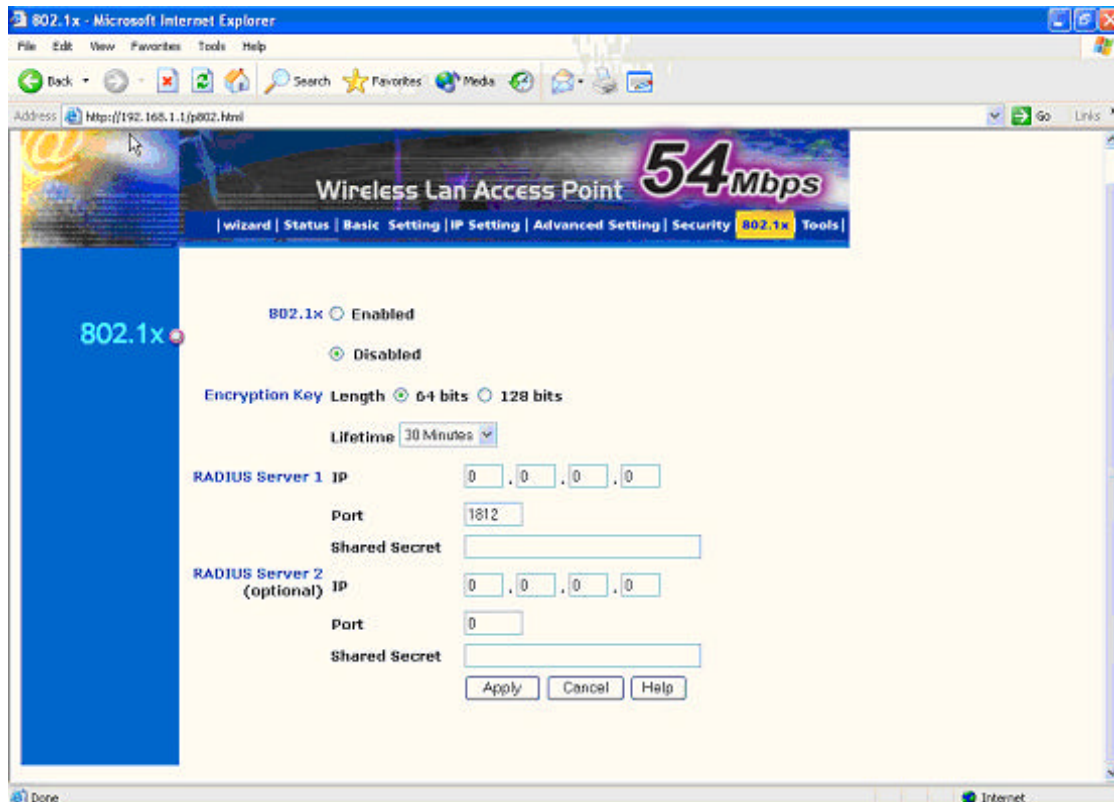 802.1x - Microsoft Internet Explorer
File Edit View Favorites Tools Help
Back Search Favorites Media
Address http://192.168.1.1/p802.html Go Links
@
Wireless Lan Access Point 54Mbps
|wizard | Status | Basic Setting |IP Setting | Advanced Setting| Security 802.1x Tools|
802.1x
802.1x Enabled
Disabled
Encryption Key Length 64 bits 128 bits
Lifetime 30 Minutes
RADIUS Server 1 IP 0 . 0 . 0 . 0
Port 1812
Shared Secret
RADIUS Server 2
(optional) IP 0 . 0 . 0 . 0
Port 0
Shared Secret
Apply Cancel Help
Done Internet